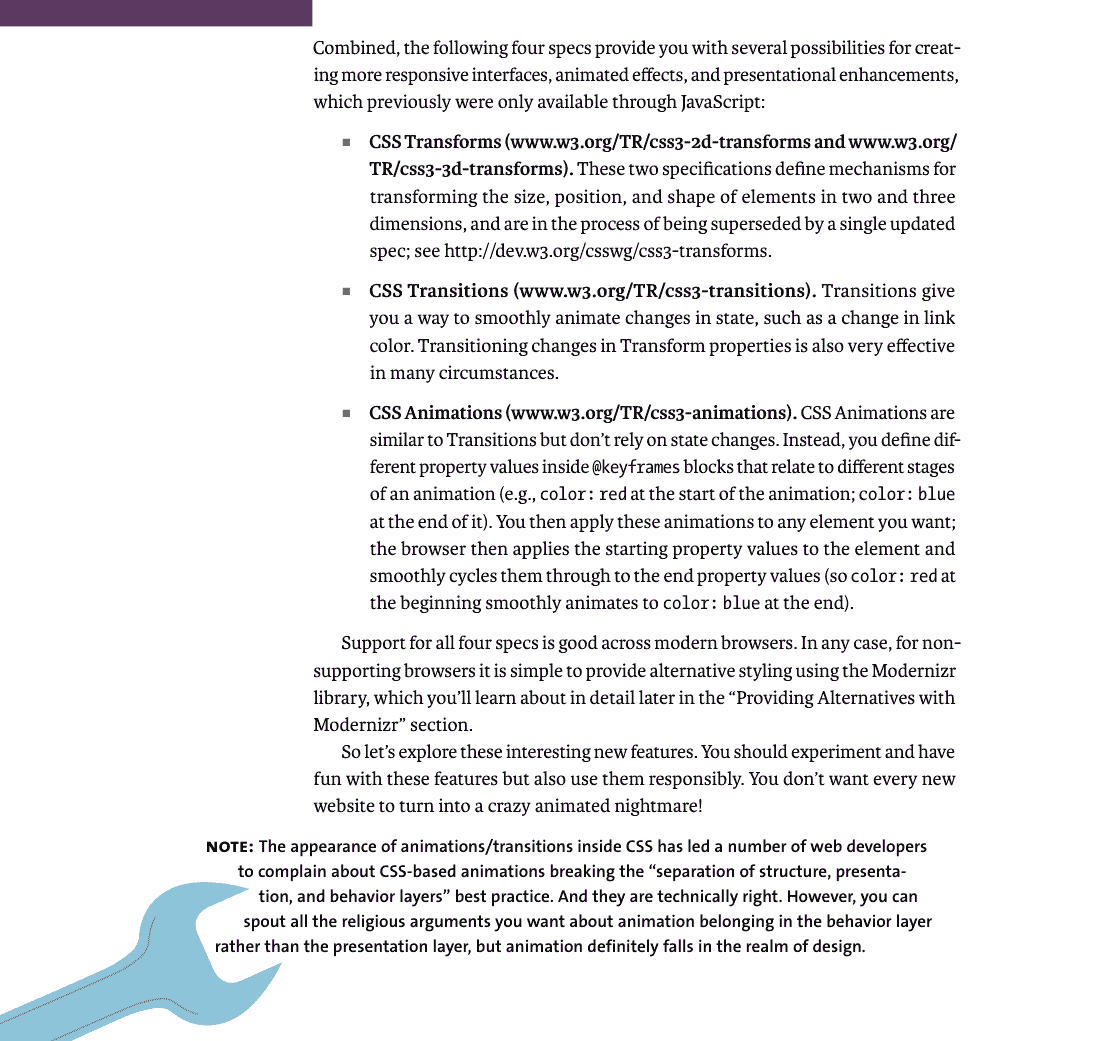 Combined, the following four specs provide you with several possibilities for creat-
ing more responsive interfaces, animated effects, and presentational enhancements,
which previously were only available through JavaScript:
▪ CSS Transforms (www.w3.org/TR/css3-2d-transforms and www.w3.org/
TR/css3-3d-transforms). These two specifications define mechanisms for
transforming the size, position, and shape of elements in two and three
dimensions, and are in the process of being superseded by a single updated
spec; see http://dev.w3.org/csswg/css3-transforms.
▪ CSS Transitions (www.w3.org/TR/css3-transitions). Transitions give
you a way to smoothly animate changes in state, such as a change in link
color. Transitioning changes in Transform properties is also very effective
in many circumstances.
▪ CSS Animations (www.w3.org/TR/css3-animations). CSS Animations are
similar to Transitions but don’t rely on state changes. Instead, you define dif-
ferent property values inside @keyframes blocks that relate to different stages
of an animation (e.g., color: red at the start of the animation; color: blue
at the end of it). You then apply these animations to any element you want;
the browser then applies the starting property values to the element and
smoothly cycles them through to the end property values (so color: red at
the beginning smoothly animates to color: blue at the end).
Support for all four specs is good across modern browsers. In any case, for non-
supporting browsers it is simple to provide alternative styling using the Modernizr
library, which you’ll learn about in detail later in the “Providing Alternatives with
Modernizr” section.
So let’s explore these interesting new features. You should experiment and have
fun with these features but also use them responsibly. You don’t want every new
website to turn into a crazy animated nightmare!
NOTE: The appearance of animations/transitions inside CSS has led a number of web developers
to complain about CSS-based animations breaking the “separation of structure, presenta-
tion, and behavior layers” best practice. And they are technically right. However, you can
spout all the religious arguments you want about animation belonging in the behavior layer
rather than the presentation layer, but animation definitely falls in the realm of design.